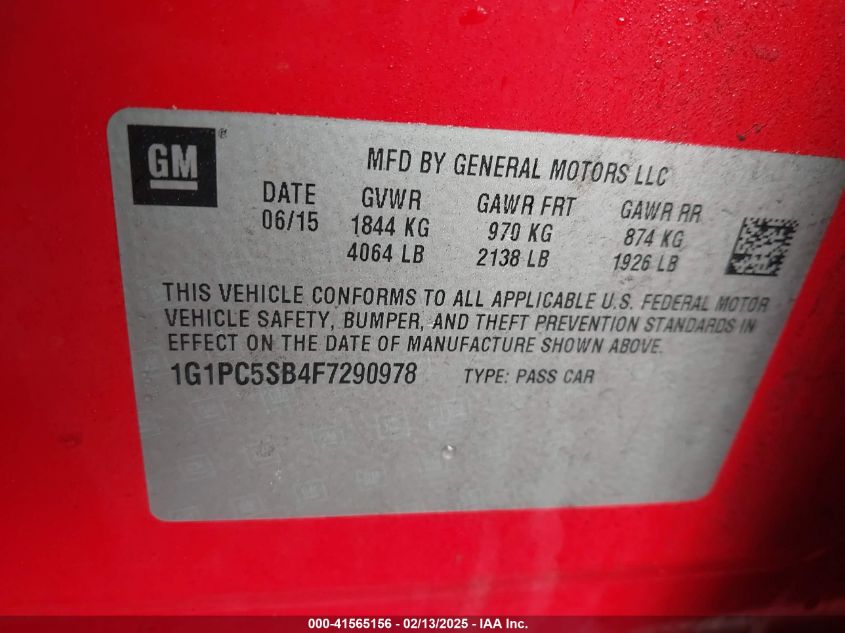 GM®
MFD BY GENERAL MOTORS LLC
DATE GVWR GAWR FRT GAWR RR
06/15 1844 KG 970 KG 874 KG
4064 LB 2138 LB 1926 LB
THIS VEHICLE CONFORMS TO ALL APPLICABLE U.S. FEDERAL MOTOR
VEHICLE SAFETY, BUMPER, AND THEFT PREVENTION STANDARDS IN
EFFECT ON THE DATE OF MANUFACTURE SHOWN ABOVE.
1G1PC5SB4F7290978 TYPE: PASS CAR
000-41565156 — 02/13/2025 — IAA Inc.